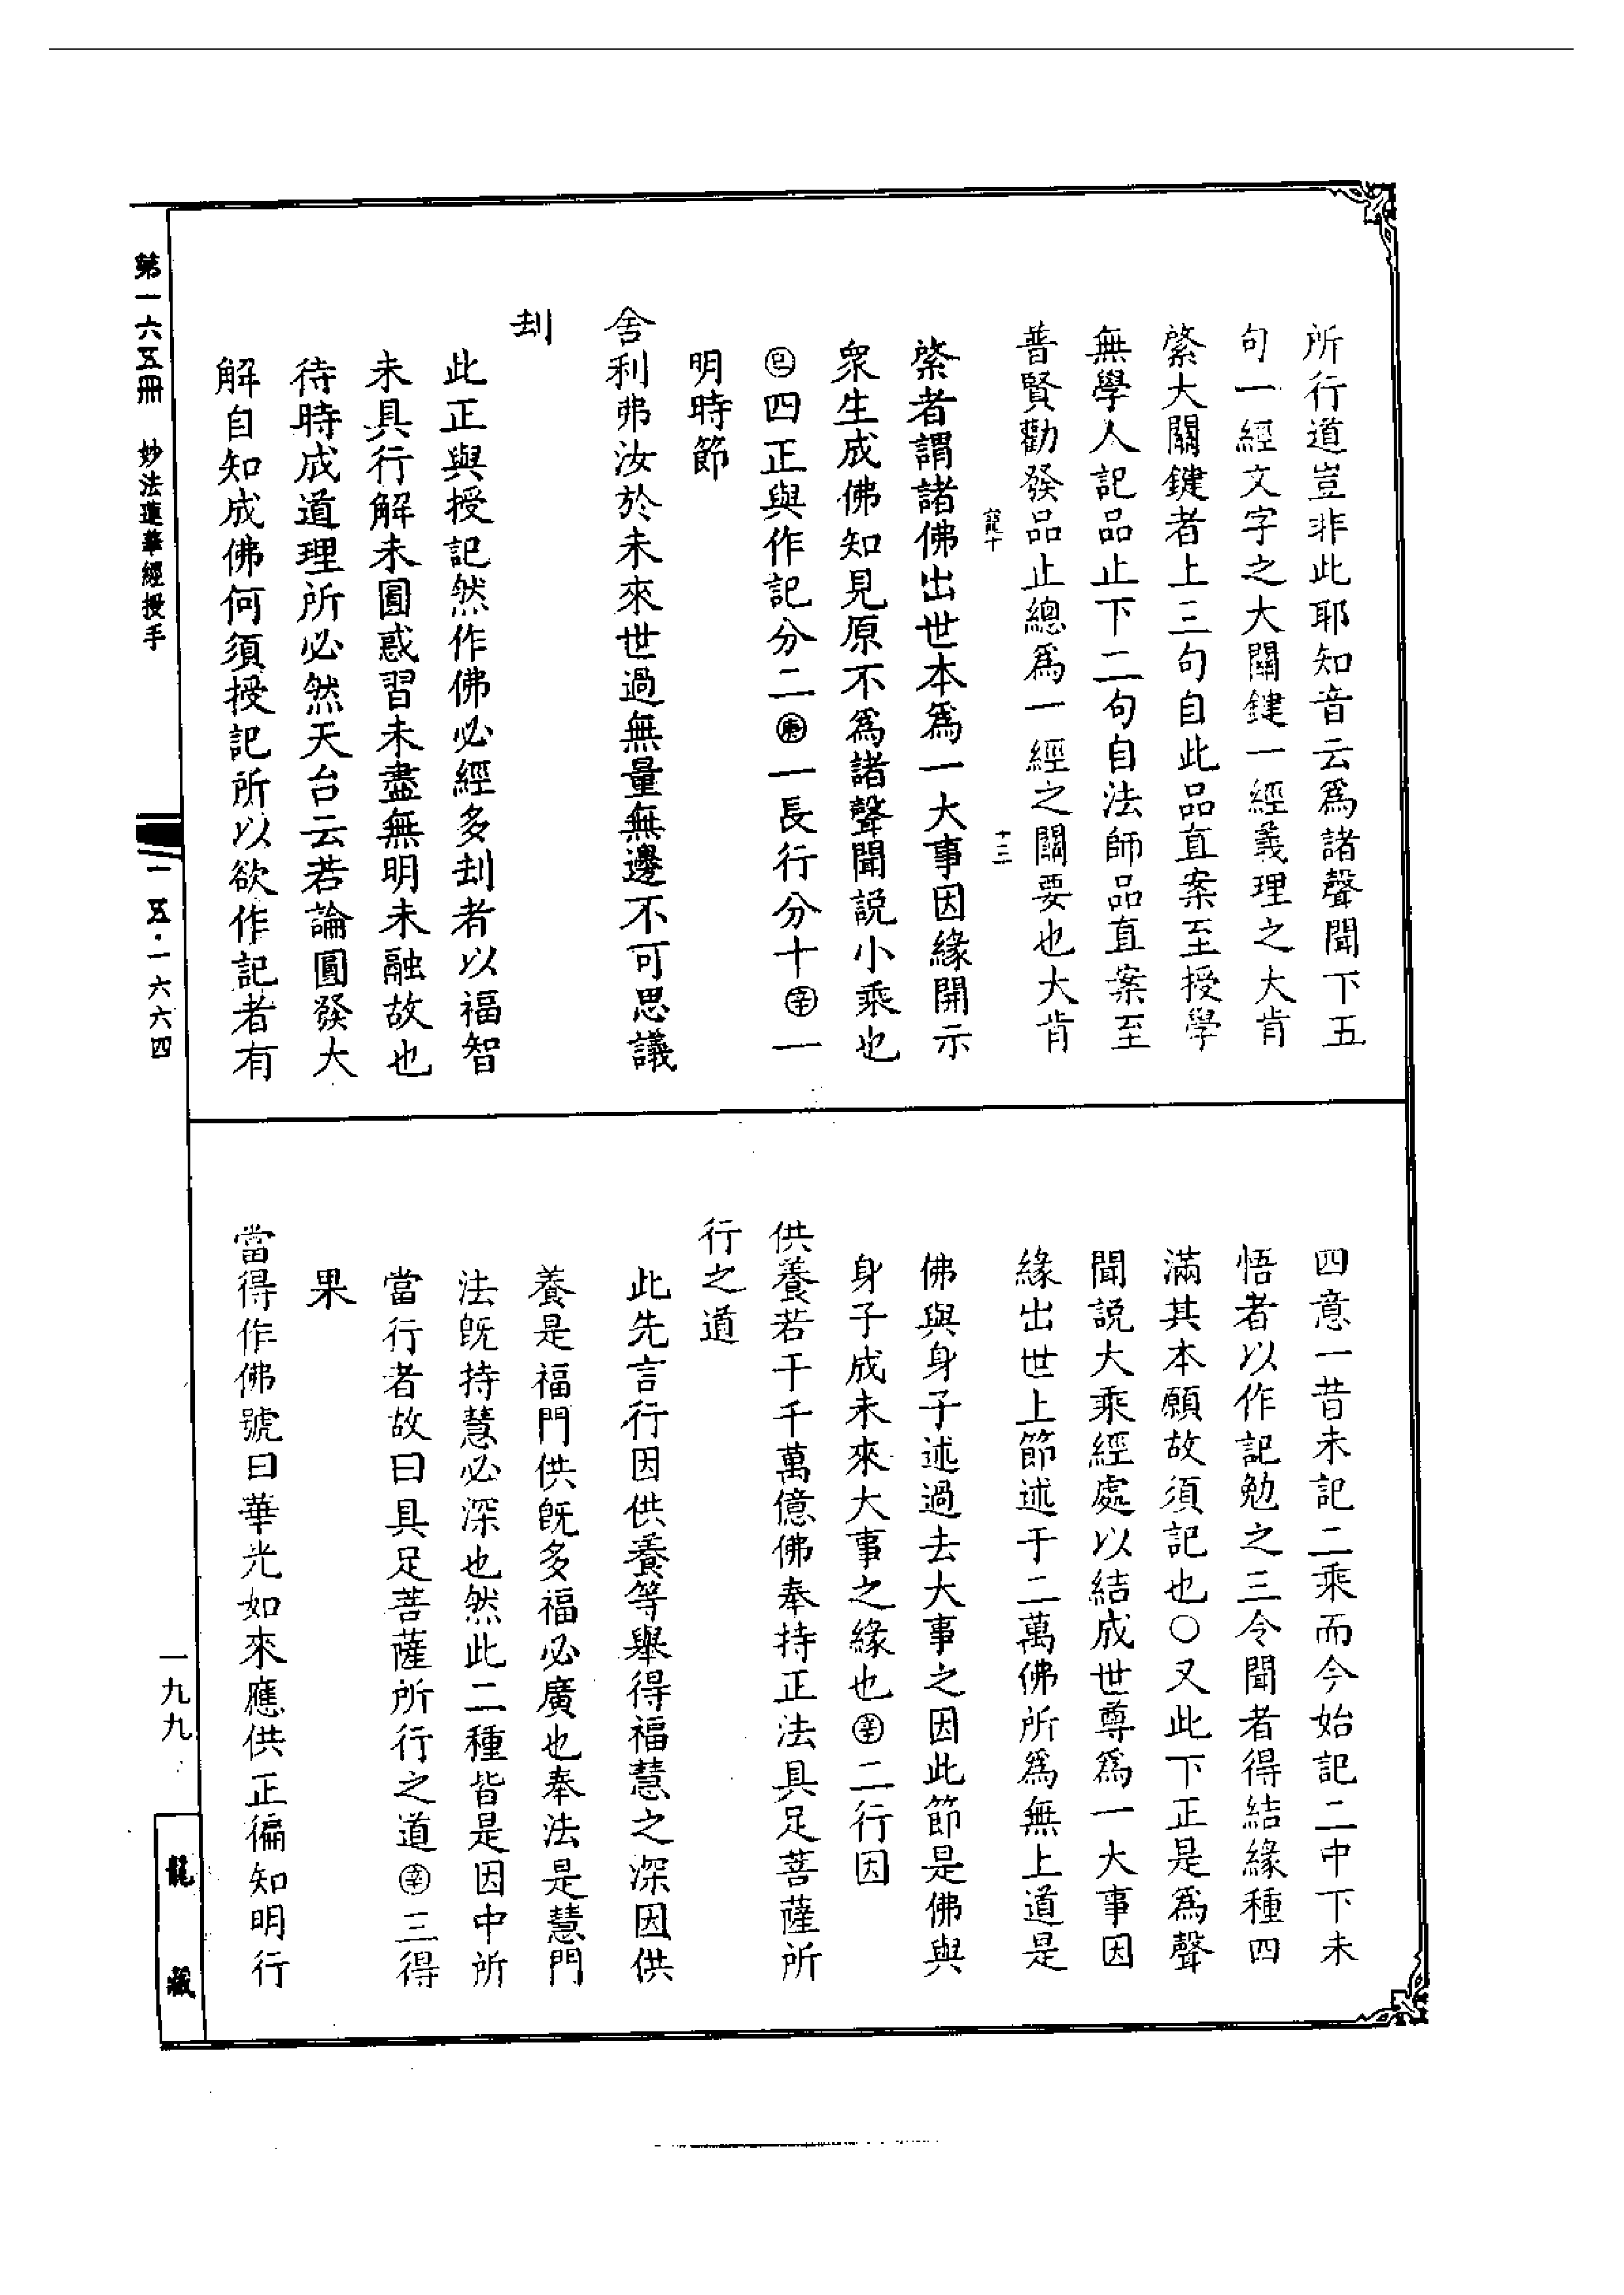 所行道豈非此耶知音云爲諸聲聞下五
句一經文字之大關鍵一經義理之大肯
綮大關鍵者上三句自此品直案至授學
無學人記品止下二句自法師品直案至
普賢勸發品止總爲一經之關要也大肯
十三
綮者謂諸佛出世本爲一大事因緣開示
衆生成佛知見原不爲諸聲聞説小乘也
㊂四正與作記分二㊂一長行分十㊂一
明時節
舍利弗汝於未來世過無量無邊不可思議
刦
此正與授記然作佛必經多刦者以福智
未具行解未圓惑習未盡無明未融故也
待時成道理所必然天台云若論圓發大
解自知成佛何須授記所以欲作記者有
四意一昔未記二乘而今始記二中下未
悟者以作記勉之三令聞者得結緣種四
滿其本願故須記也○又此下正是爲聲
聞説大乘經處以結成世尊爲一大事因
緣出世上節述于二萬佛所爲無上道是
佛與身子述過去大事之因此節是佛與
身子成未來大事之緣也㊂二行因
供養若干千萬億佛奉持正法具足菩薩所
行之道
此先言行因供養等舉得福慧之深因供
養是福門供既多福必廣也奉法是慧門
法既持慧必深也然此二種皆是因中所
當行者故曰具足菩薩所行之道㊂三得
果
當得作佛號曰華光如來應供正徧知明行
第一六五冊 妙法蓮華經授手
一五·一六六四
一九九
龍藏